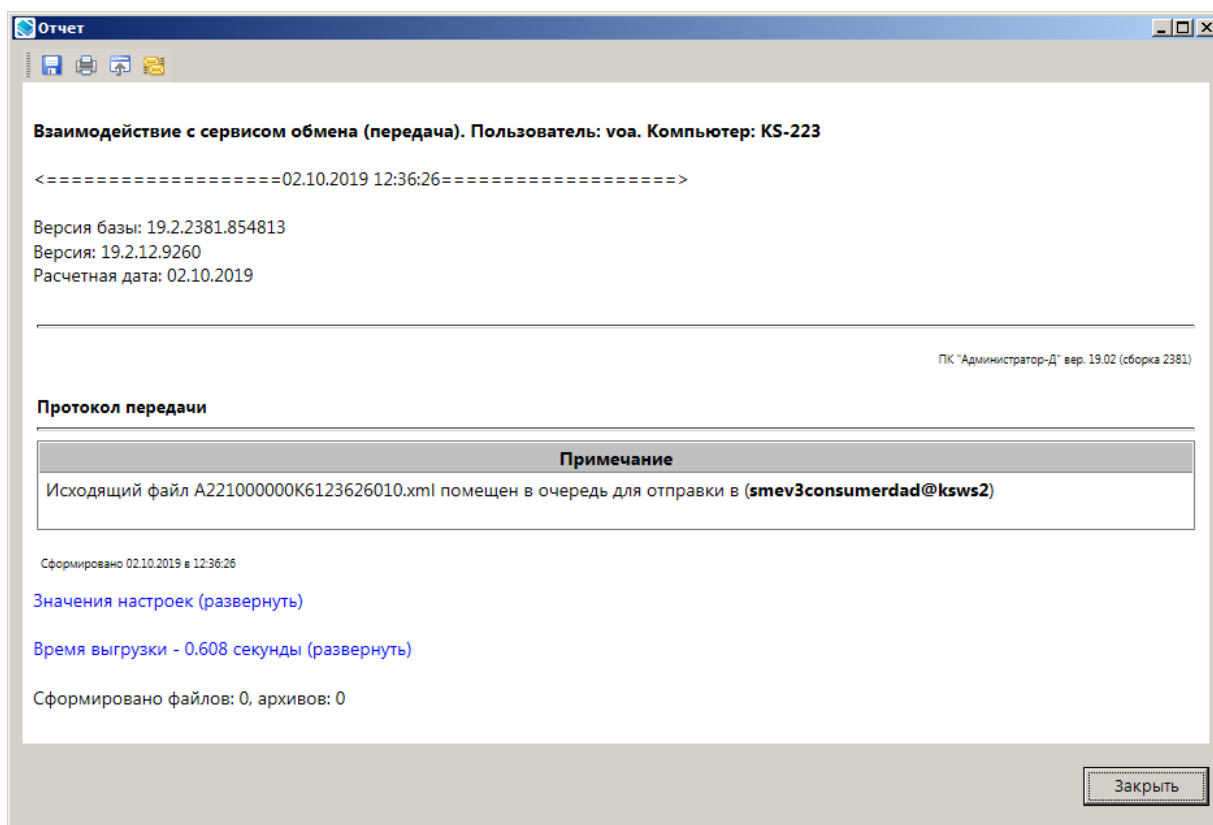 Отчет
Взаимодействие с сервисом обмена (передача). Пользователь: voa. Компьютер: KS-223
<===================02.10.2019 12:36:26===================>
Версия базы: 19.2.2381.854813
Версия: 19.2.12.9260
Расчетная дата: 02.10.2019
ПК "Администратор-Д" вер. 19.02 (сборка 2381)
Протокол передачи
Примечание
Исходящий файл A221000000K6123626010.xml помещен в очередь для отправки в (smev3consumerdad@ksws2)
Сформировано 02.10.2019 в 12:36:26
Значения настроек (развернуть)
Время выгрузки - 0.608 секунды (развернуть)
Сформировано файлов: 0, архивов: 0
Закрыть